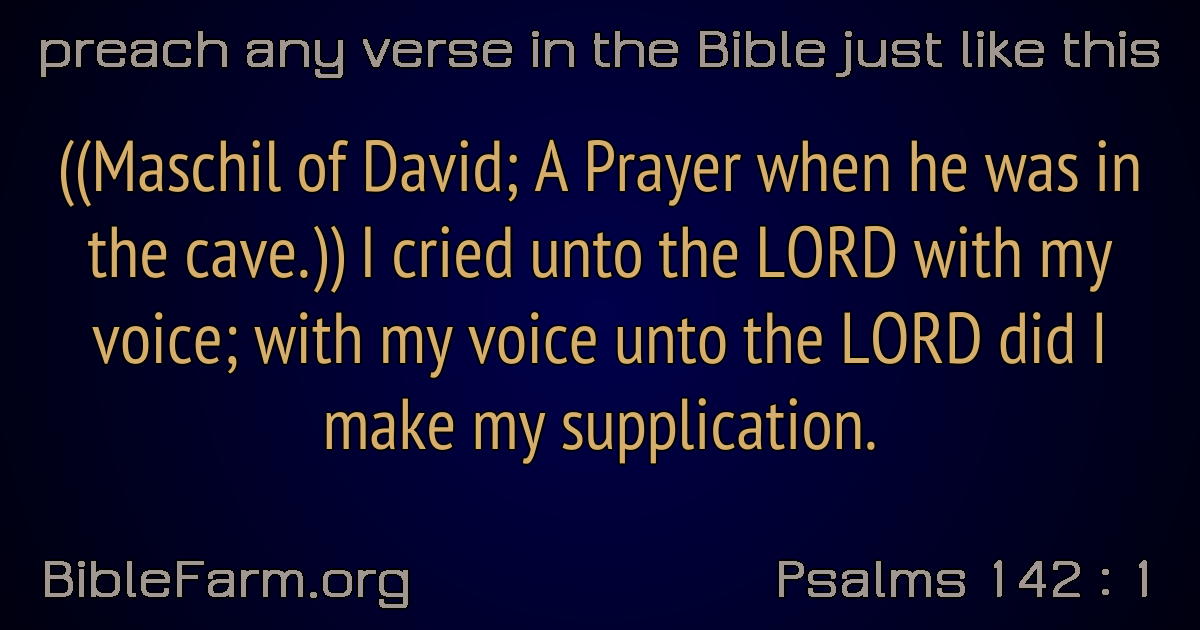 preach any verse in the Bible just like this
((Maschil of David; A Prayer when he was in
the cave.)) I cried unto the LORD with my
voice; with my voice unto the LORD did I
make my supplication.
BibleFarm.org
Psalms 142 : 1